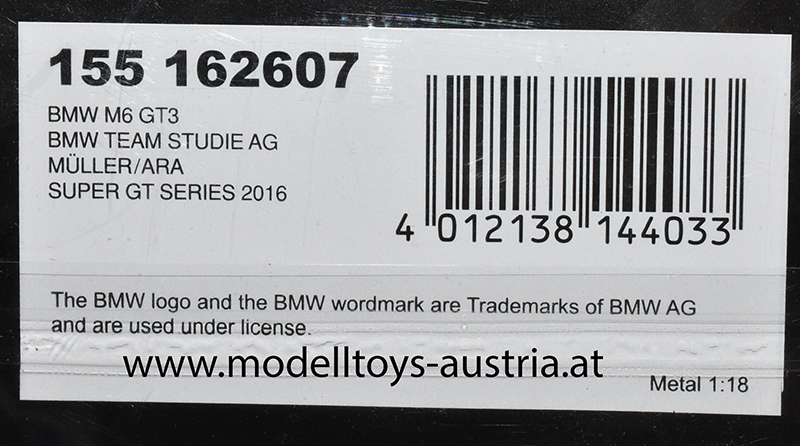 155 162607
BMW M6 GT3
BMW TEAM STUDIE AG
MÜLLER/ARA
SUPER GT SERIES 2016
4 012138 144033
The BMW logo and the BMW wordmark are Trademarks of BMW AG
and are used under license.
www.modelltoys-austria.at
Metal 1:18